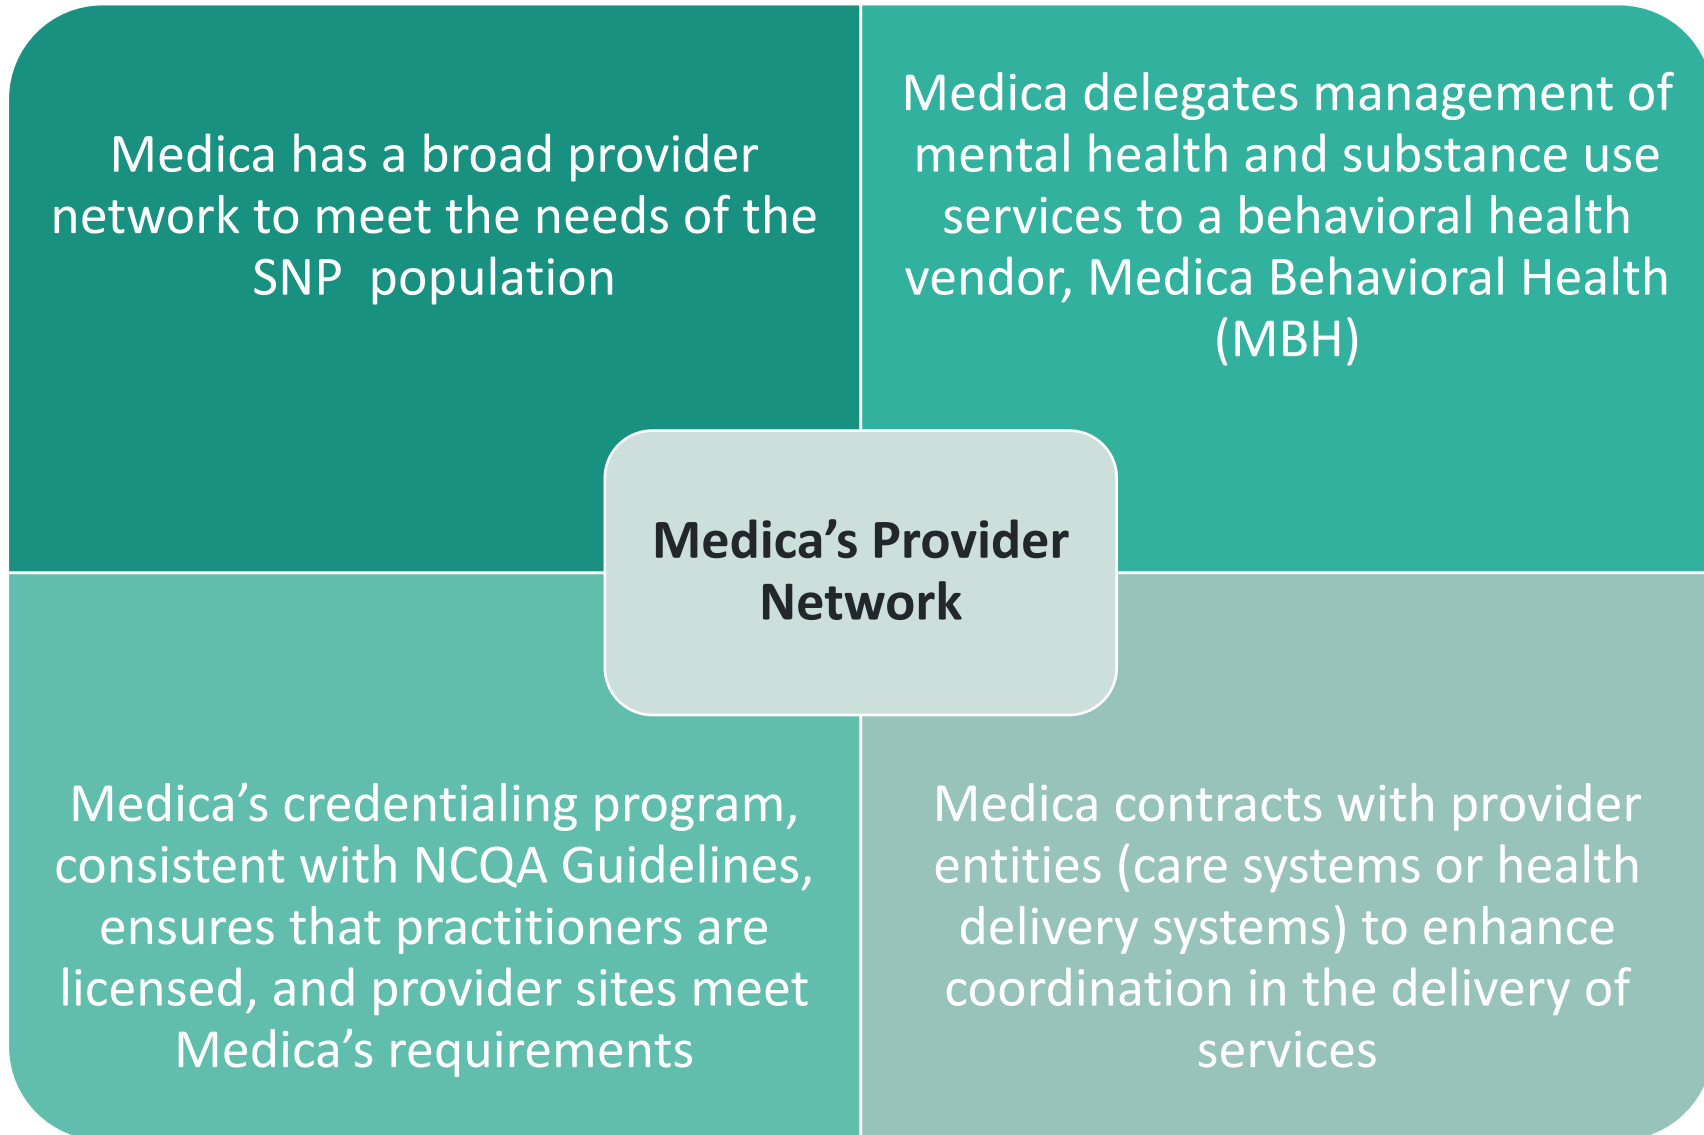 Medica has a broad provider
network to meet the needs of the
SNP  population
Medica delegates management of
mental health and substance use
services to a behavioral health
vendor, Medica Behavioral Health
(MBH)
Medica’s Provider
Network
Medica’s credentialing program,
consistent with NCQA Guidelines,
ensures that practitioners are
licensed, and provider sites meet
Medica’s requirements
Medica contracts with provider
entities (care systems or health
delivery systems) to enhance
coordination in the delivery of
services